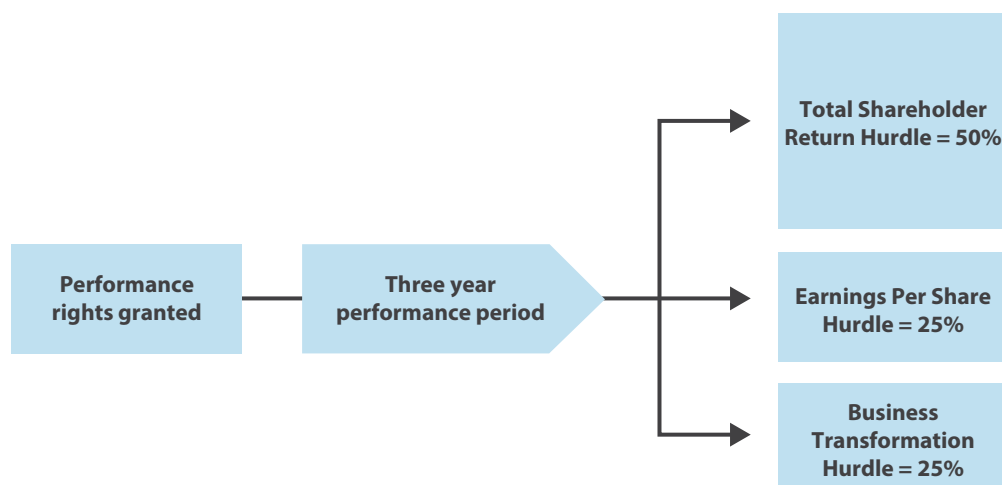 Performance
rights granted
Three year
performance period
Total Shareholder
Return Hurdle = 50%
Earnings Per Share
Hurdle = 25%
Business
Transformation
Hurdle = 25%